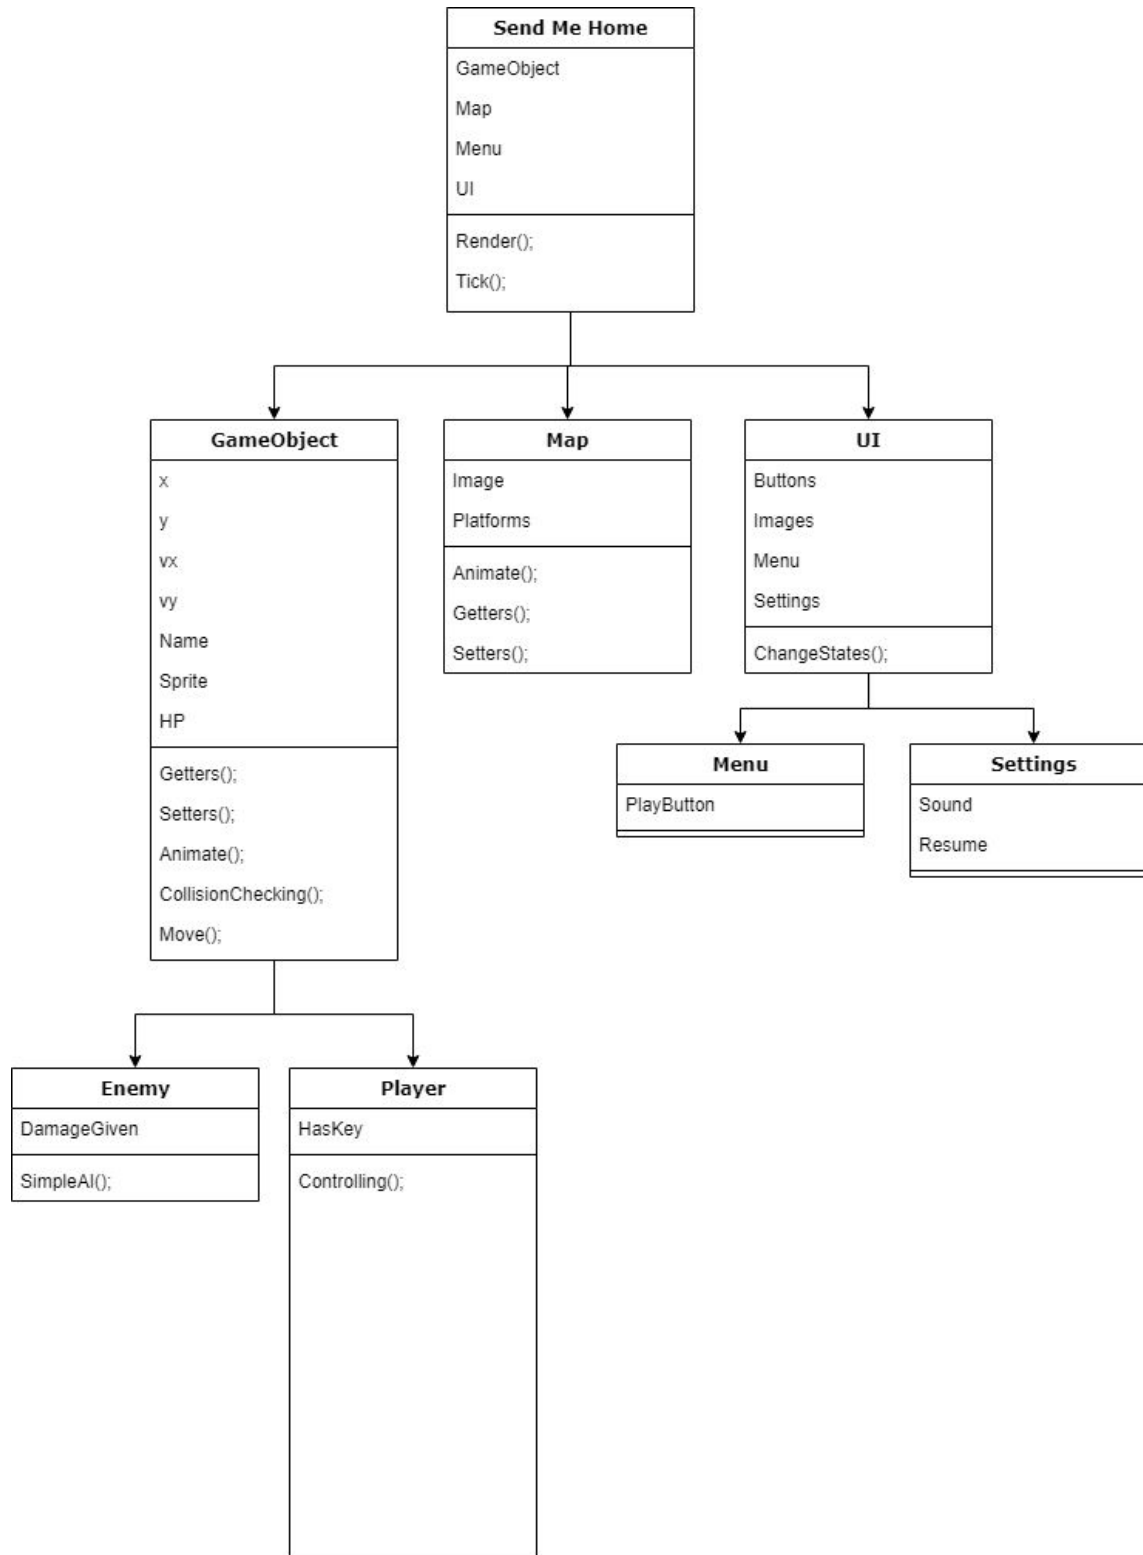 Send Me Home
GameObject
Map
Menu
UI
Render();
Tick();
GameObject
x
y
vx
vy
Name
Sprite
HP
Getters();
Setters();
Animate();
CollisionChecking();
Move();
Map
Image
Platforms
Animate();
Getters();
Setters();
UI
Buttons
Images
Menu
Settings
ChangeStates();
Menu
PlayButton
Settings
Sound
Resume
Enemy
DamageGiven
SimpleAI();
Player
HasKey
Controlling();